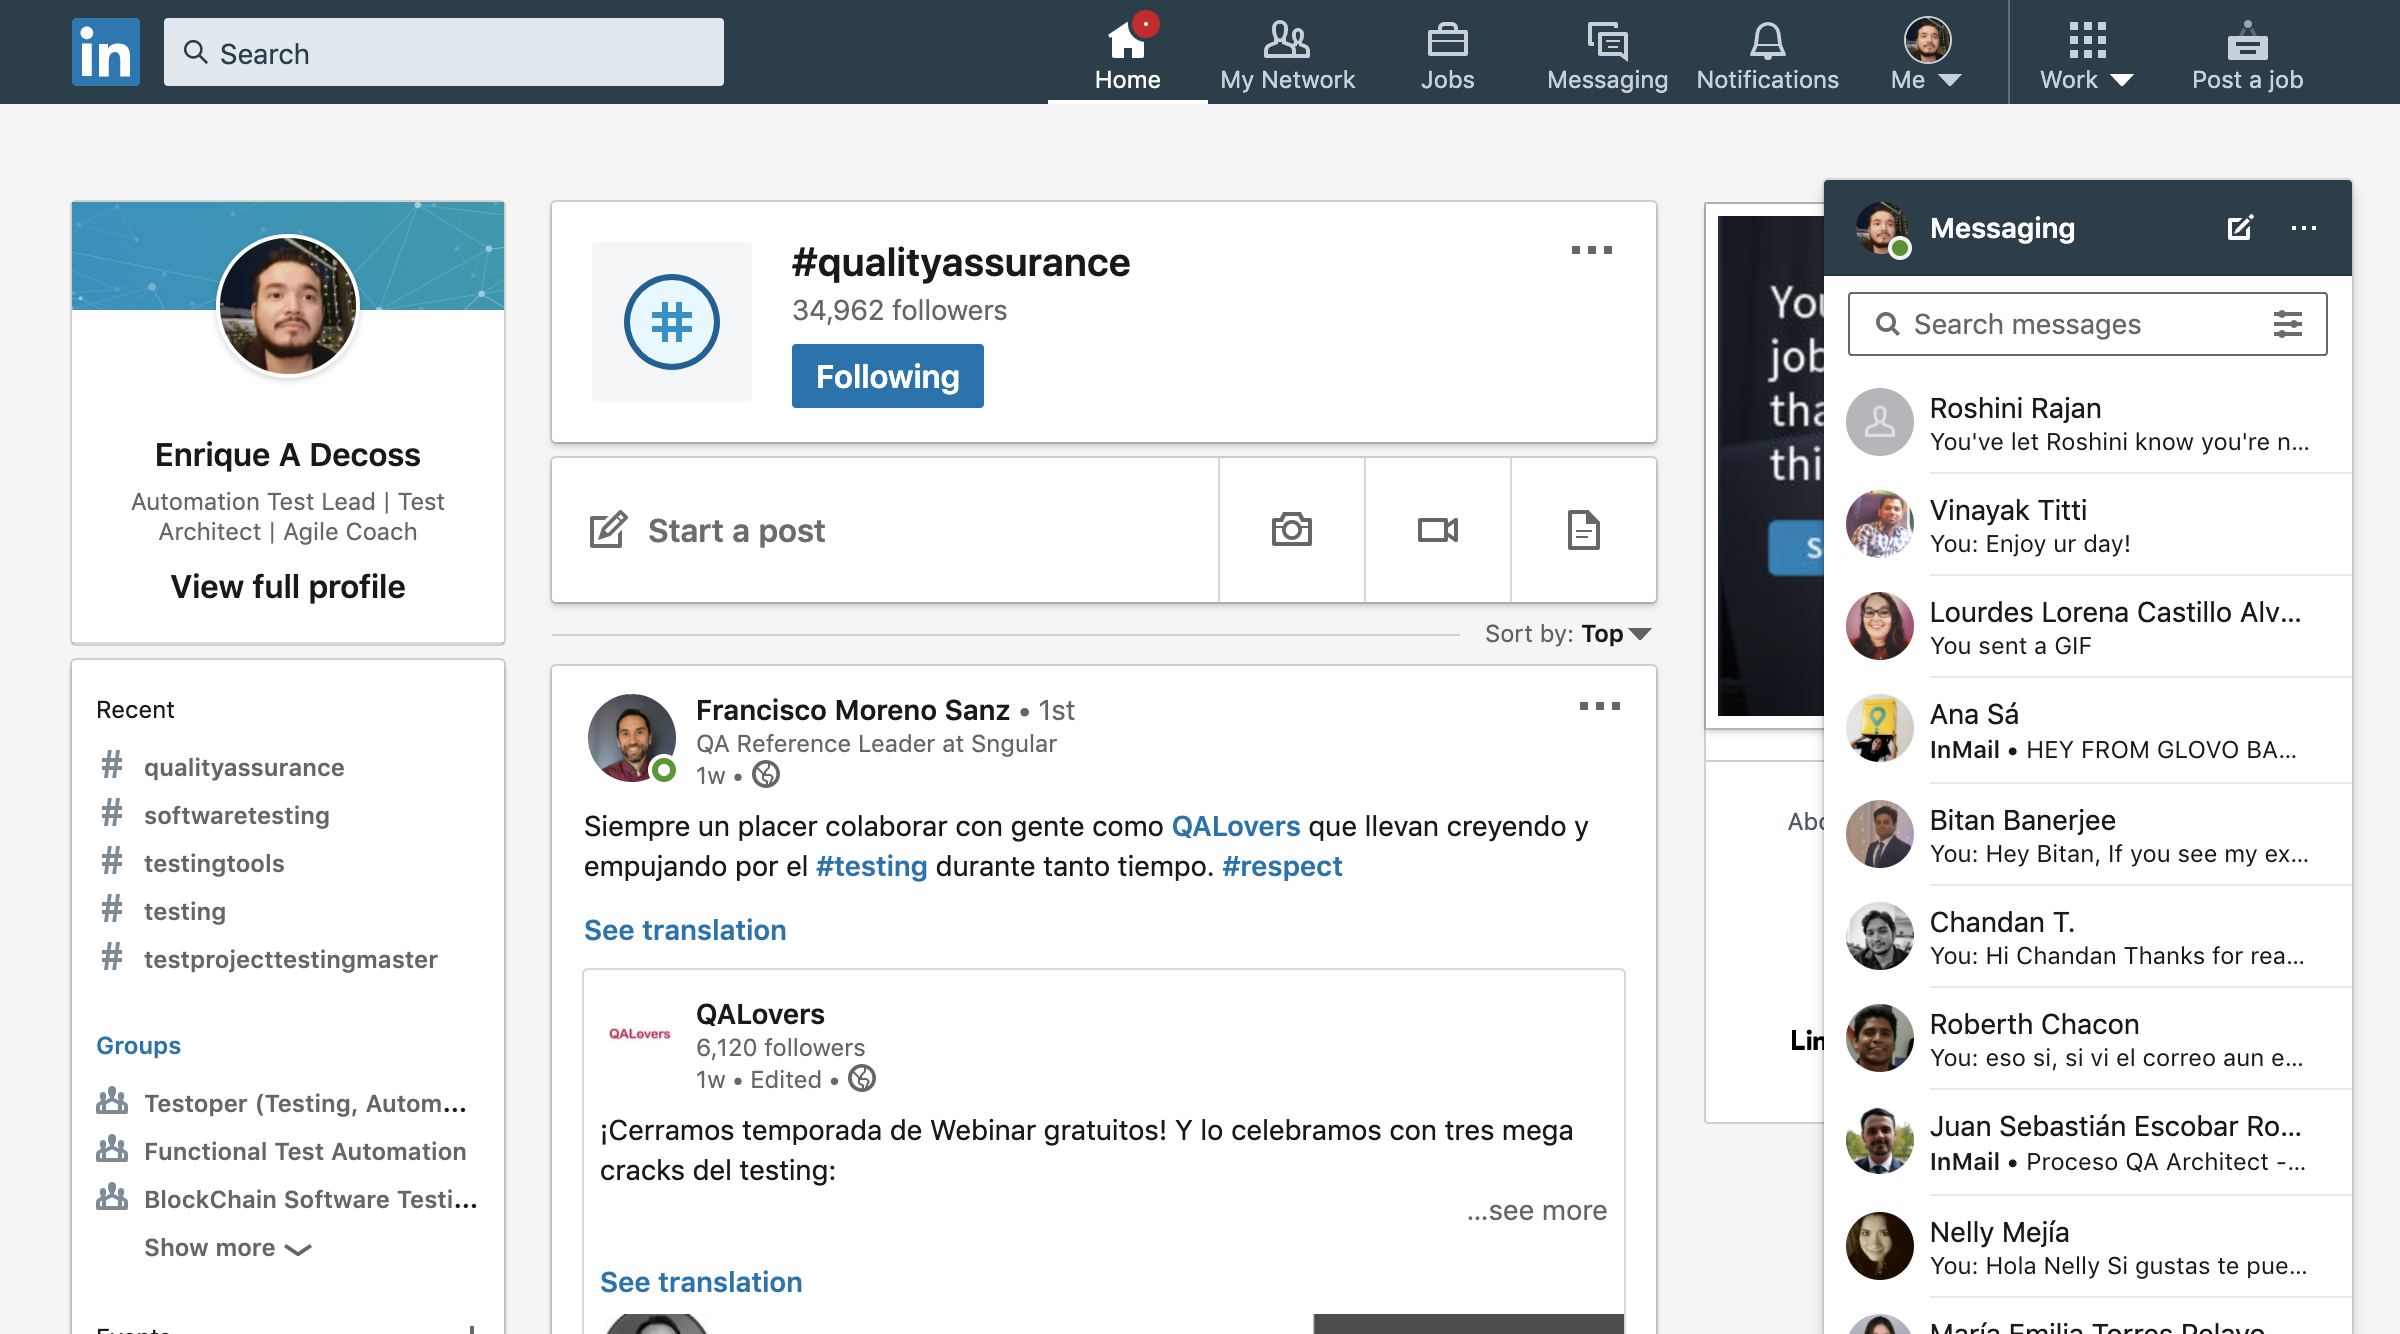 in
Search
Home
My Network
Jobs
Messaging
Notifications
Me
Work
Post a job
Enrique A Decoss
Automation Test Lead | Test
Architect | Agile Coach
View full profile
Recent
# qualityassurance
# softwaretesting
# testingtools
# testing
# testprojecttestingmaster
Groups
Testoper (Testing, Autom...
Functional Test Automation
BlockChain Software Testi...
Show more
#
#qualityassurance
34,962 followers
Following
Start a post
Sort by: Top
Francisco Moreno Sanz • 1st
QA Reference Leader at Sngular
1w •
Siempre un placer colaborar con gente como QALovers que llevan creyendo y
empujando por el #testing durante tanto tiempo. #respect
See translation
QALovers
QALovers
6,120 followers
1w • Edited •
¡Cerramos temporada de Webinar gratuitos! Y lo celebramos con tres mega
cracks del testing:
...see more
See translation
Messaging
Search messages
Roshini Rajan
You've let Roshini know you're n...
Vinayak Titti
You: Enjoy ur day!
Lourdes Lorena Castillo Alv...
You sent a GIF
Ana Sá
InMail • HEY FROM GLOVO BA...
Bitan Banerjee
You: Hey Bitan, If you see my ex...
Chandan T.
You: Hi Chandan Thanks for rea...
Roberth Chacon
You: eso si, si vi el correo aun e...
Juan Sebastián Escobar Ro...
InMail • Proceso QA Architect -...
Nelly Mejía
You: Hola Nelly Si gustas te pue...
María Emilia Torres Pelayo